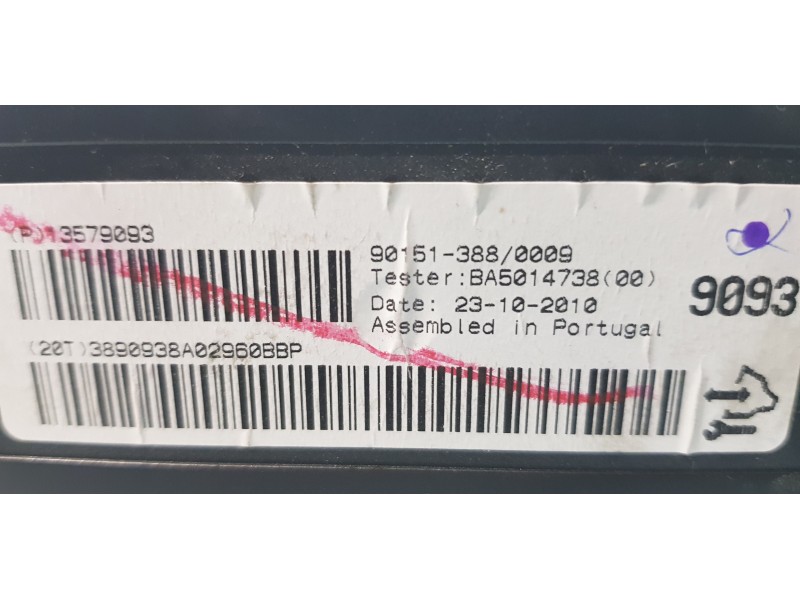 (P)13579093
90151-388/0009
Tester:BA5014738(00)
Date: 23-10-2010
Assembled in Portugal
9093
(20T)3890938A02960BBP